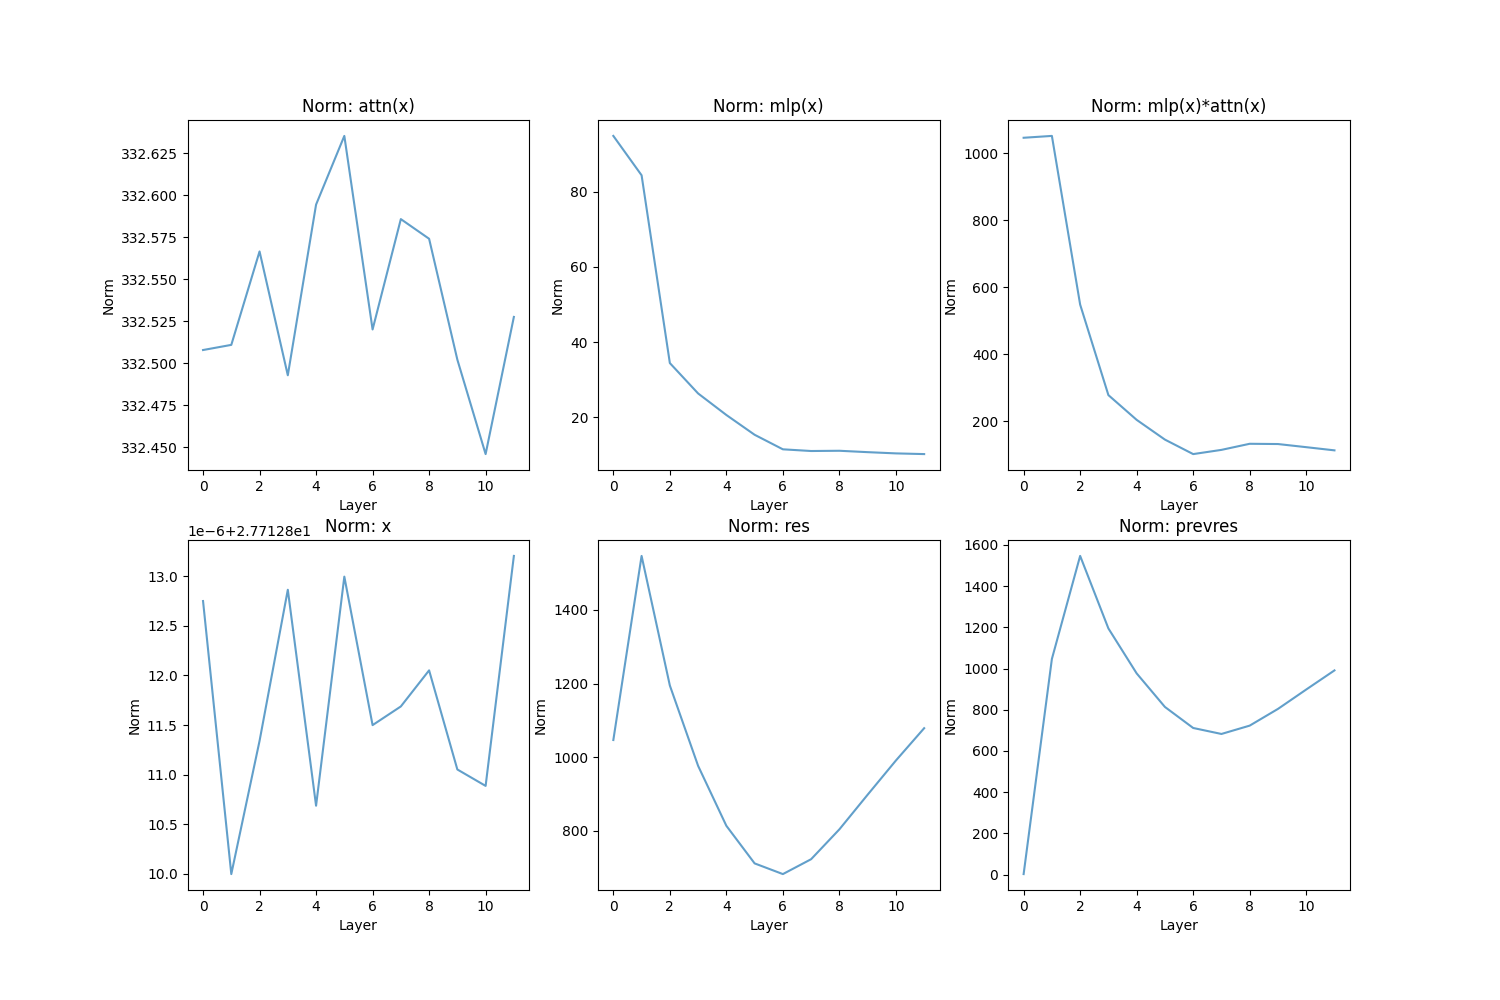 Norm: attn(x)
Norm
332.625
332.600
332.575
332.550
332.525
332.500
332.475
332.450
0 2 4 6 8 10
Layer
Norm: mlp(x)
Norm
80
60
40
20
0 2 4 6 8 10
Layer
Norm: mlp(x)*attn(x)
Norm
1000
800
600
400
200
0 2 4 6 8 10
Layer
1e−6+2.77128e1
Norm: x
Norm
13.0
12.5
12.0
11.5
11.0
10.5
10.0
0 2 4 6 8 10
Layer
Norm: res
Norm
1400
1200
1000
800
0 2 4 6 8 10
Layer
Norm: prevres
Norm
1600
1400
1200
1000
800
600
400
200
0
0 2 4 6 8 10
Layer